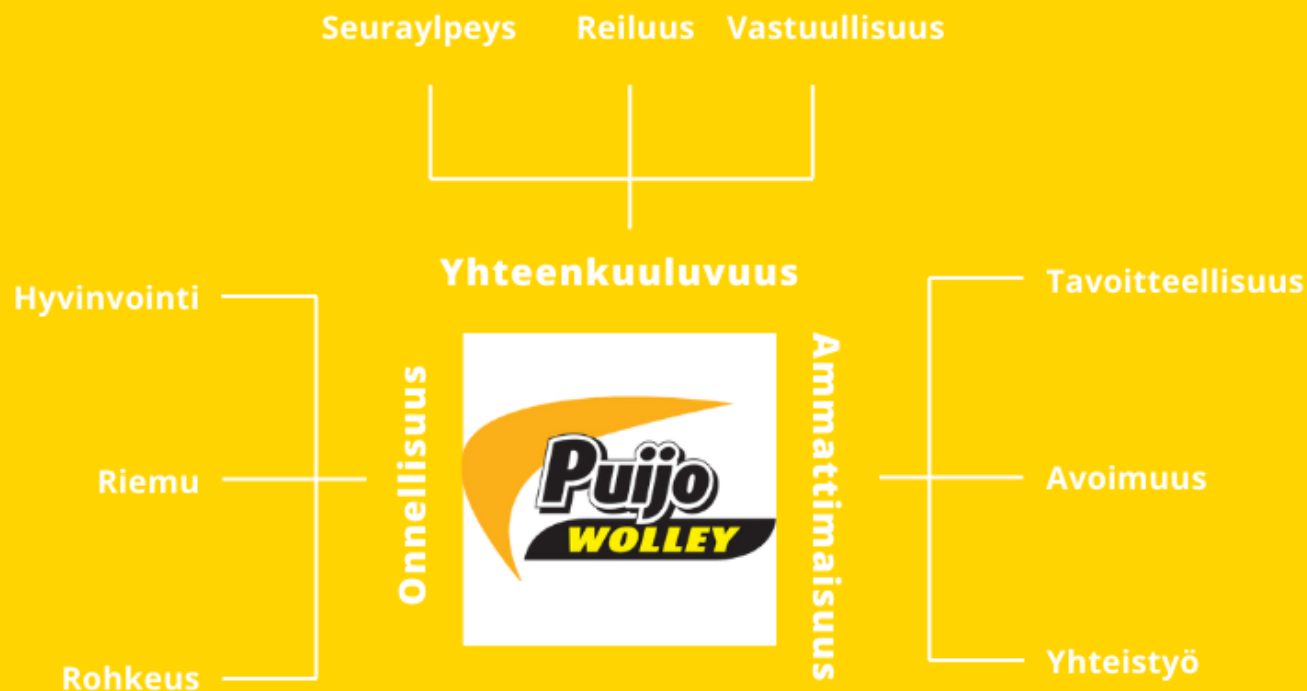 Seuraylpeys Reiluus Vastuullisuus
Yhteenkuuluvuus
Hyvinvointi
Riemu
Rohkeus
Onnellisuus
Puijo
WOLLEY
Ammattimaisuus
Tavoitteellisuus
Avoimuus
Yhteistyö